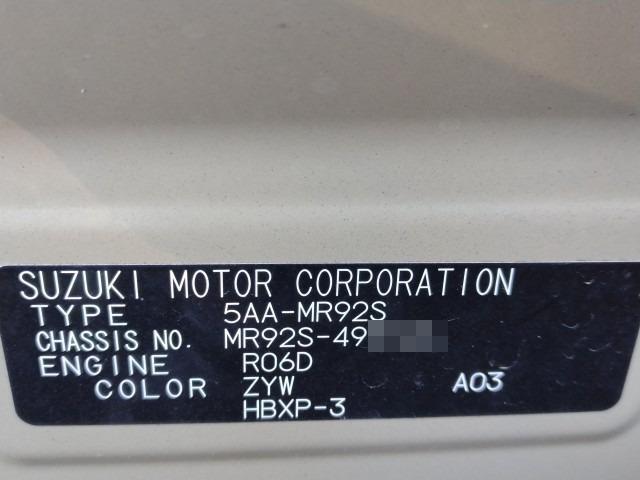 SUZUKI MOTOR CORPORATION
TYPE 5AA-MR92S
CHASSIS NO. MR92S-49
ENGINE R06D
COLOR ZYW A03
HBXP-3